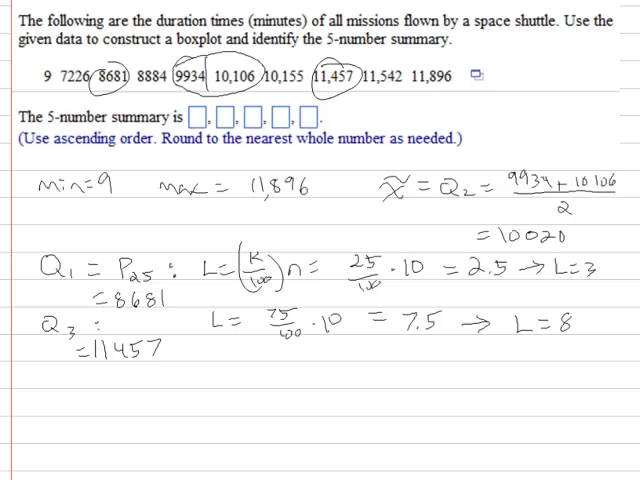 The following are the duration times (minutes) of all missions flown by a space shuttle. Use the
given data to construct a boxplot and identify the 5-number summary.
9 7226 8681 8884 9934 10,106 10,155 11,457 11,542 11,896
The 5-number summary is □, □, □, □, □.
(Use ascending order. Round to the nearest whole number as needed.)
min=9 max = 11,896 x̃ = Q₂ = (9934 + 10106)/2
= 10020
Q₁ = P₂₅ : L = (k/100) n = 25/100 · 10 = 2.5 → L=3
= 8681
Q₃ : L = 75/100 · 10 = 7.5 → L=8
= 11457